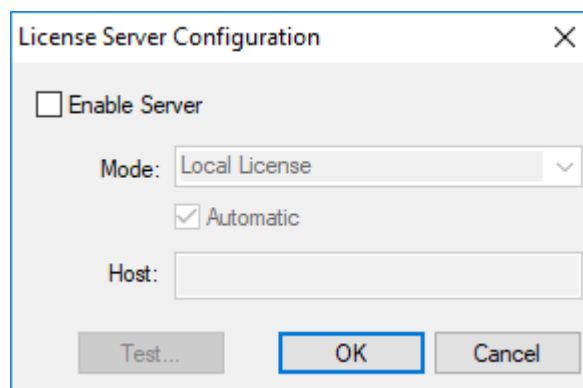 License Server Configuration
Enable Server
Mode: Local License
Automatic
Host:
Test... OK Cancel